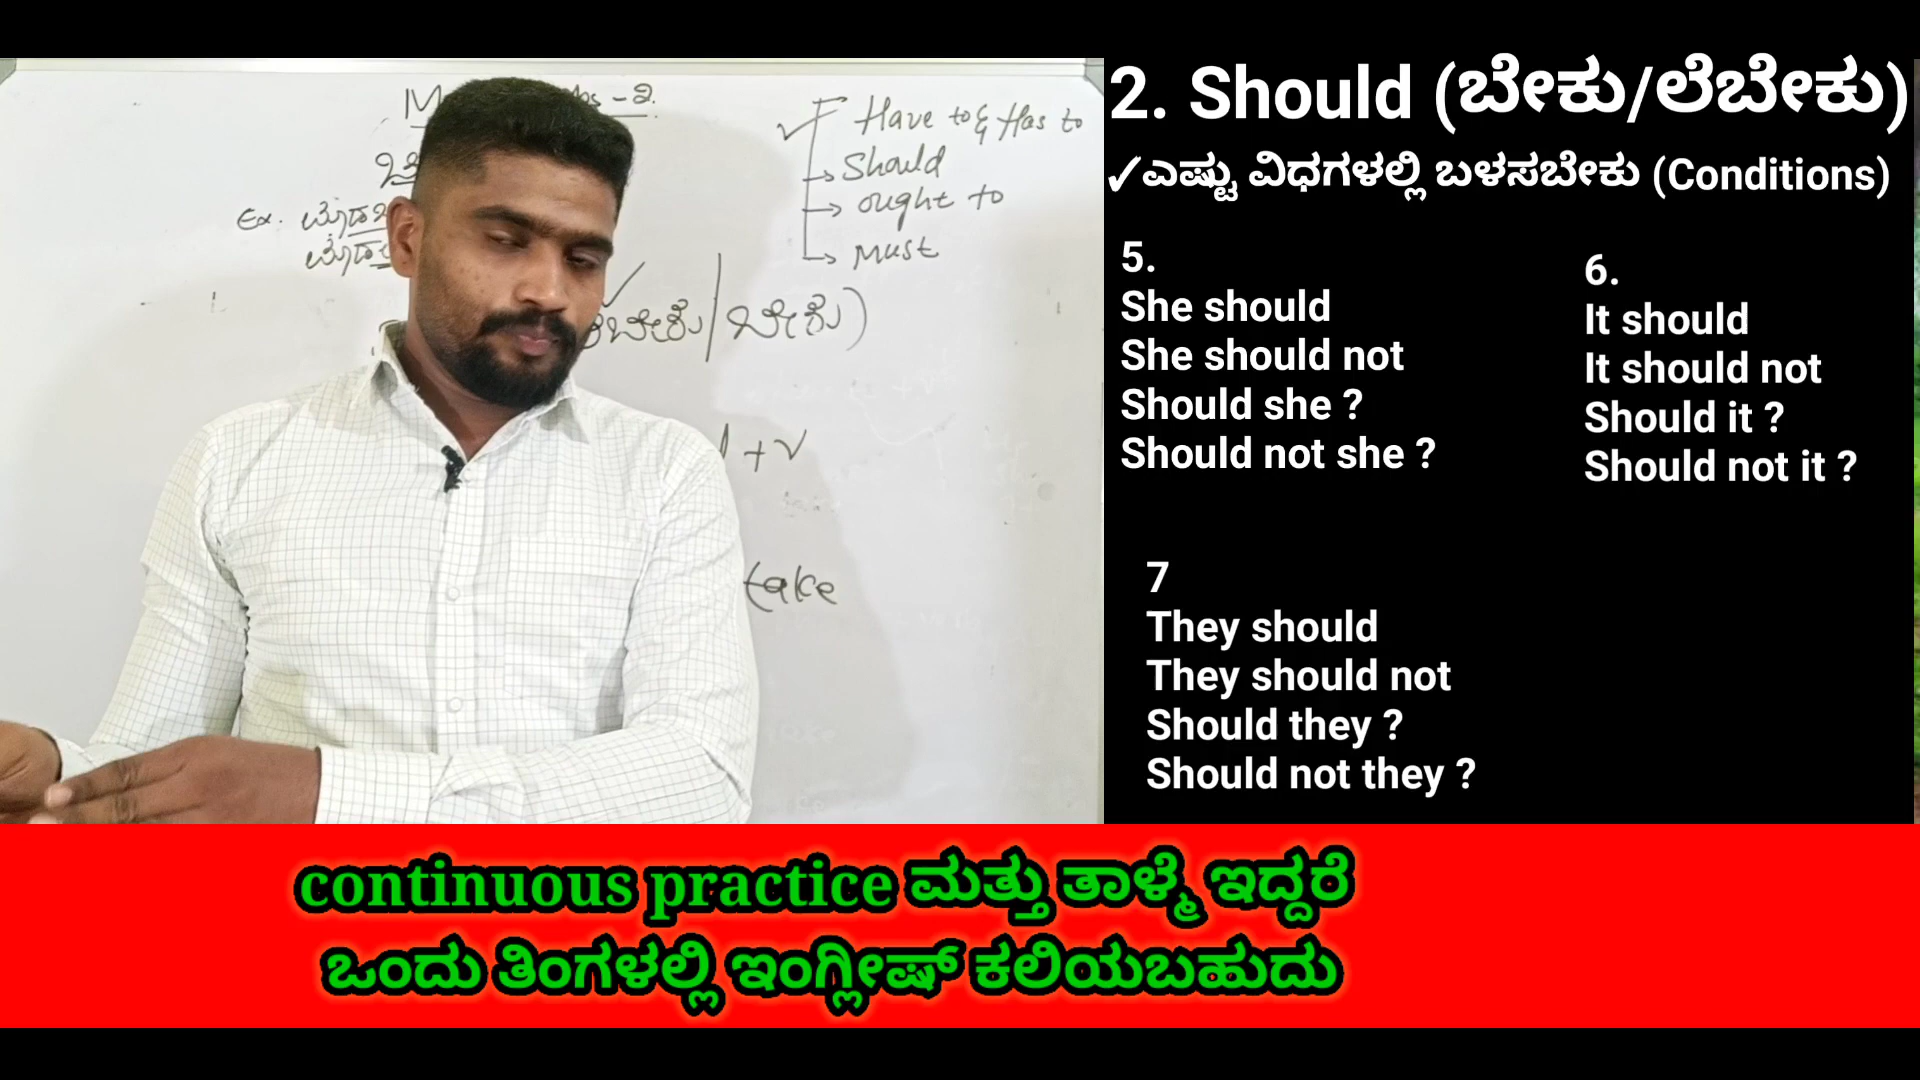 Have to & Has to
Should
ought to
Must
Ex.
ಬೇಕು)
+ V
take
2. Should (ಬೇಕು/ಲೆಬೇಕು)
✓ಎಷ್ಟು ವಿಧಗಳಲ್ಲಿ ಬಳಸಬೇಕು (Conditions)
5.
She should
She should not
Should she ?
Should not she ?
6.
It should
It should not
Should it ?
Should not it ?
7
They should
They should not
Should they ?
Should not they ?
continuous practice ಮತ್ತು ತಾಳ್ಮೆ ಇದ್ದರೆ
ಒಂದು ತಿಂಗಳಲ್ಲಿ ಇಂಗ್ಲೀಷ್ ಕಲಿಯಬಹುದು